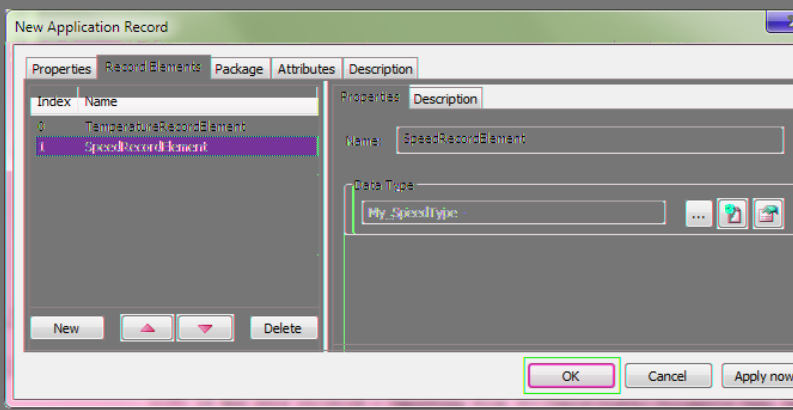 New Application Record
Properties Record Elements Package Attributes Description
Index Name
0 TemperatureRecordElement
1 SpeedRecordElement
New
Delete
Properties Description
Name: SpeedRecordElement
Data Type
My_SpeedType
...
OK Cancel Apply now